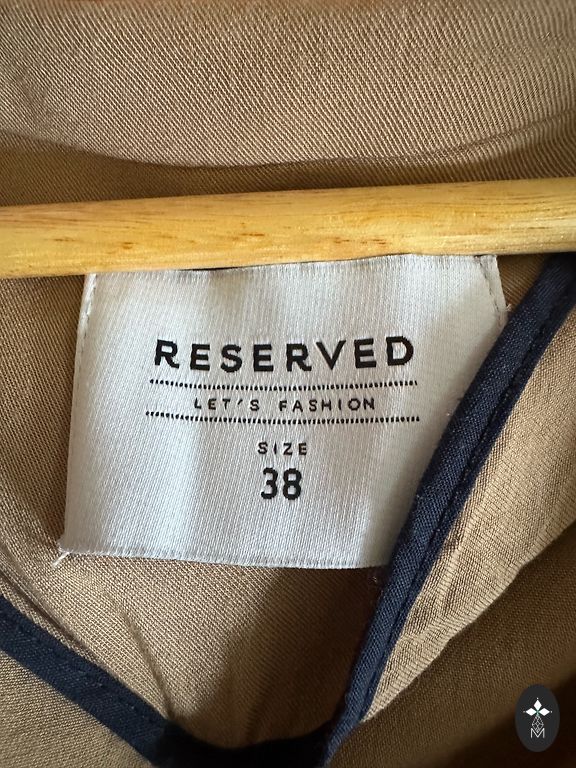 RESERVED
LET'S FASHION
SIZE
38